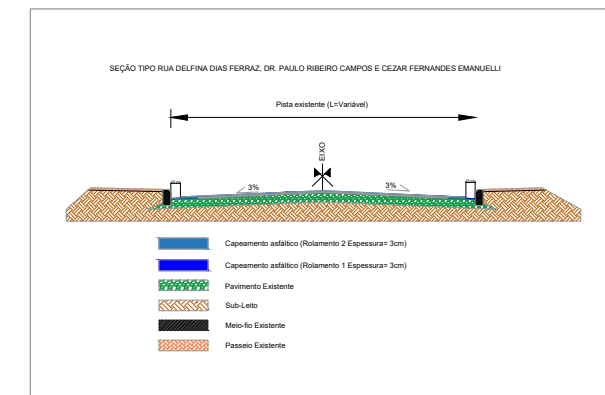 SEÇÃO TIPO RUA DELFINA DIAS FERRAZ, DR. PAULO RIBEIRO CAMPOS E CEZAR FERNANDES EMANUELLI
Pista existente (L=Variável)
EIXO
3%
3%
Capeamento asfáltico (Rolamento 2 Espessura= 3cm)
Capeamento asfáltico (Rolamento 1 Espessura= 3cm)
Pavimento Existente
Sub-Leito
Meio-fio Existente
Passeio Existente